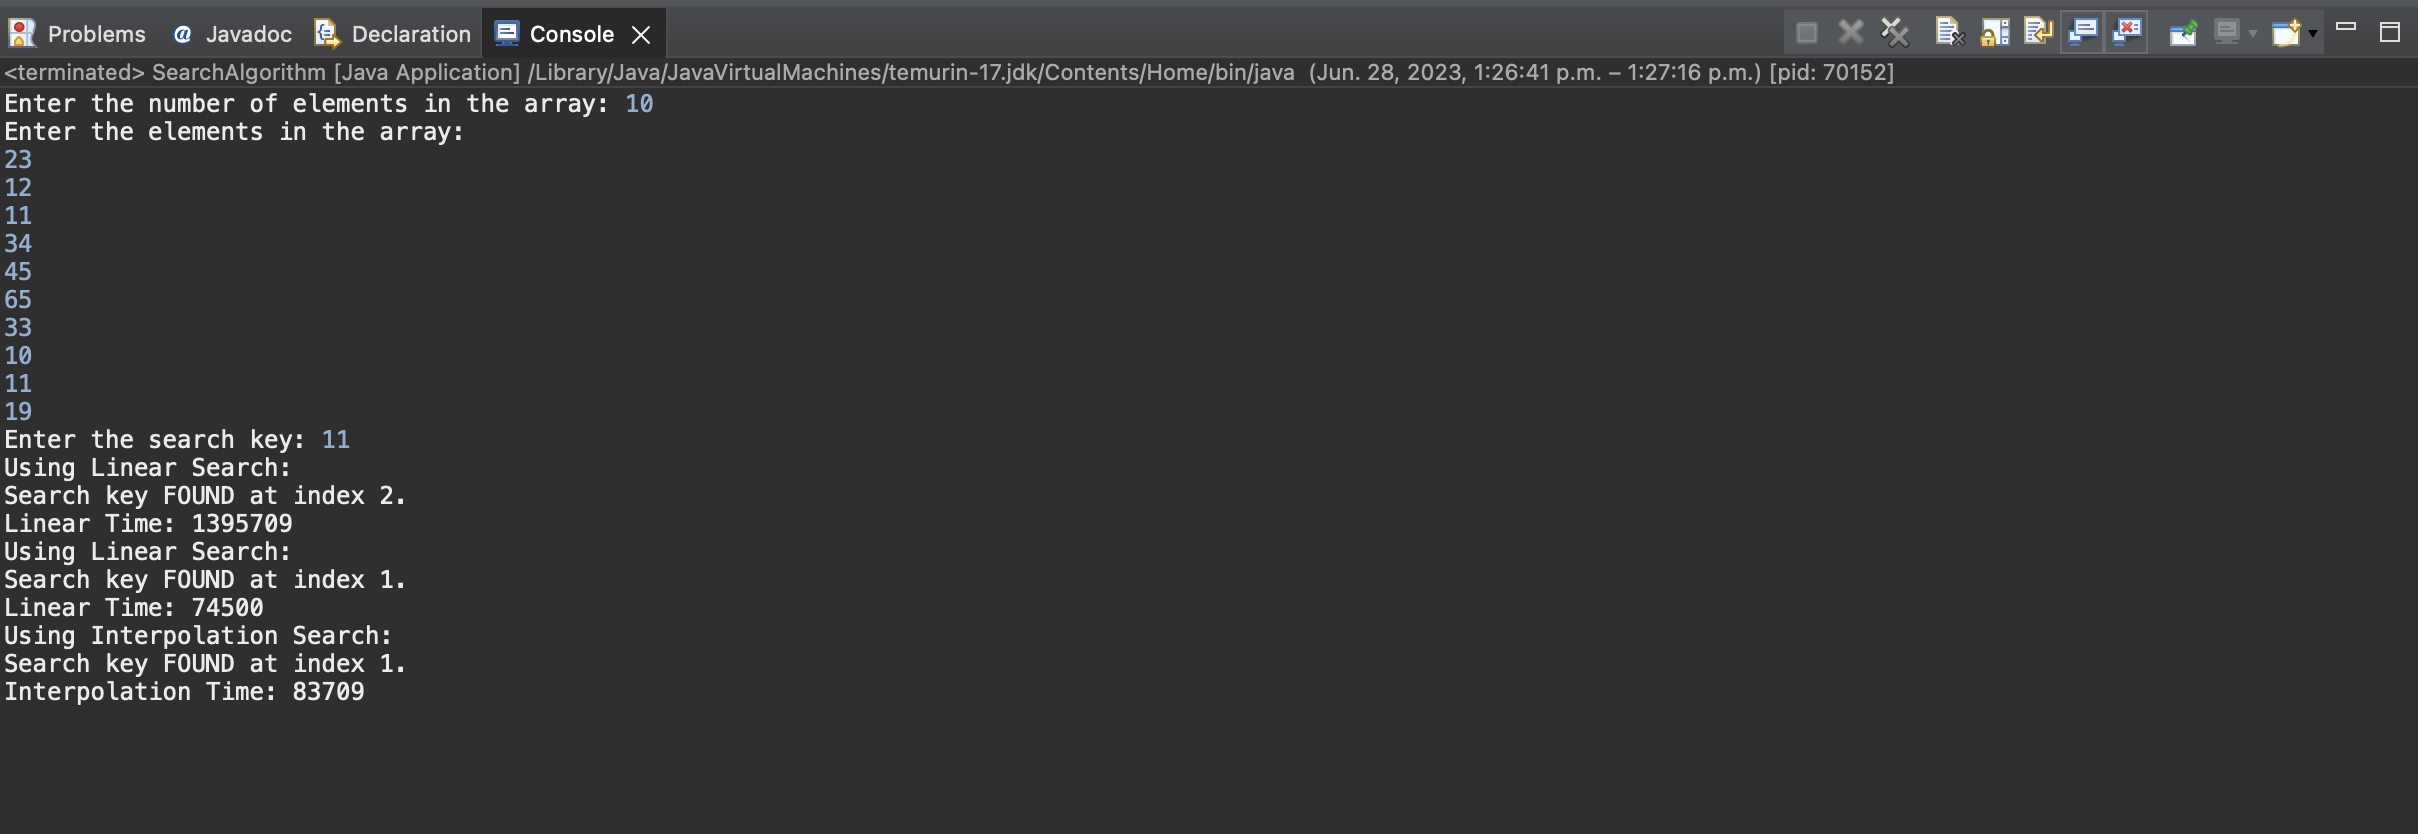 Problems @ Javadoc Declaration Console
<terminated> SearchAlgorithm [Java Application] /Library/Java/JavaVirtualMachines/temurin-17.jdk/Contents/Home/bin/java (Jun. 28, 2023, 1:26:41 p.m. – 1:27:16 p.m.) [pid: 70152]
Enter the number of elements in the array: 10
Enter the elements in the array:
23
12
11
34
45
65
33
10
11
19
Enter the search key: 11
Using Linear Search:
Search key FOUND at index 2.
Linear Time: 1395709
Using Linear Search:
Search key FOUND at index 1.
Linear Time: 74500
Using Interpolation Search:
Search key FOUND at index 1.
Interpolation Time: 83709